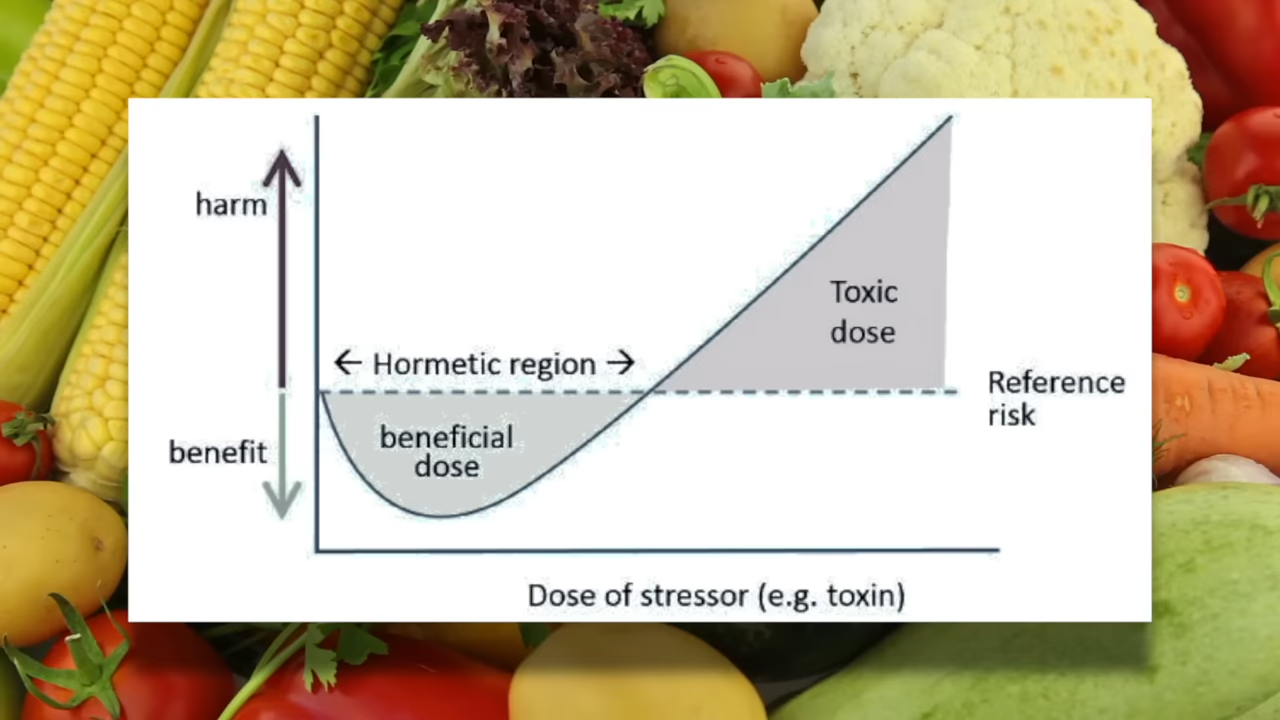 harm
Toxic
dose
← Hormetic region →
Reference
risk
beneficial
dose
benefit
Dose of stressor (e.g. toxin)